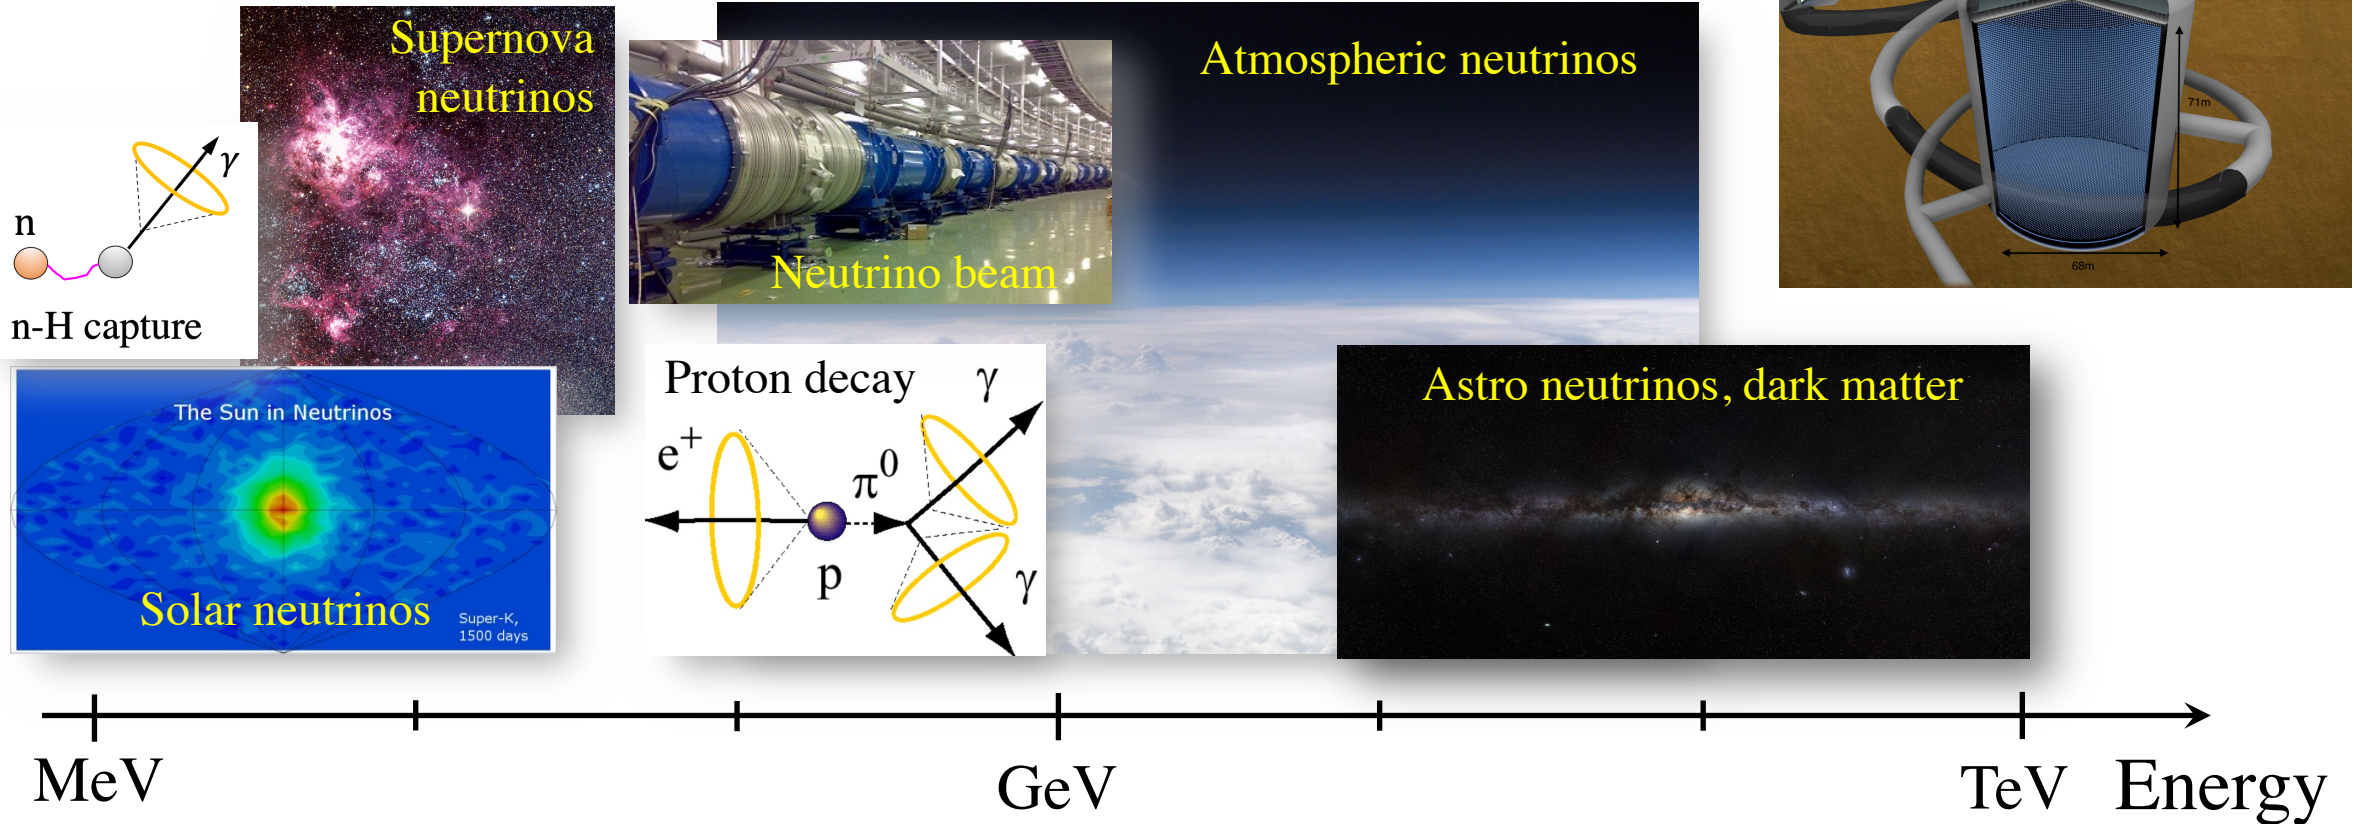 Supernova
neutrinos
Atmospheric neutrinos
71m
68m
γ
n
n-H capture
Neutrino beam
The Sun in Neutrinos
Solar neutrinos
Super-K,
1500 days
Proton decay
γ
e+
π0
p
γ
Astro neutrinos, dark matter
MeV
GeV
TeV
Energy